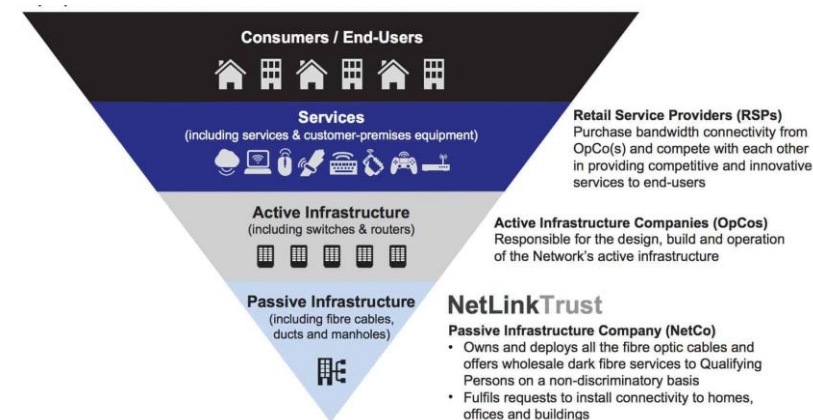 Consumers / End-Users
Services
(including services & customer-premises equipment)
Retail Service Providers (RSPs)
Purchase bandwidth connectivity from
OpCo(s) and compete with each other
in providing competitive and innovative
services to end-users
Active Infrastructure
(including switches & routers)
Active Infrastructure Companies (OpCos)
Responsible for the design, build and operation
of the Network's active infrastructure
Passive Infrastructure
(including fibre cables,
ducts and manholes)
NetLinkTrust
Passive Infrastructure Company (NetCo)
• Owns and deploys all the fibre optic cables and
offers wholesale dark fibre services to Qualifying
Persons on a non-discriminatory basis
• Fulfils requests to install connectivity to homes,
offices and buildings